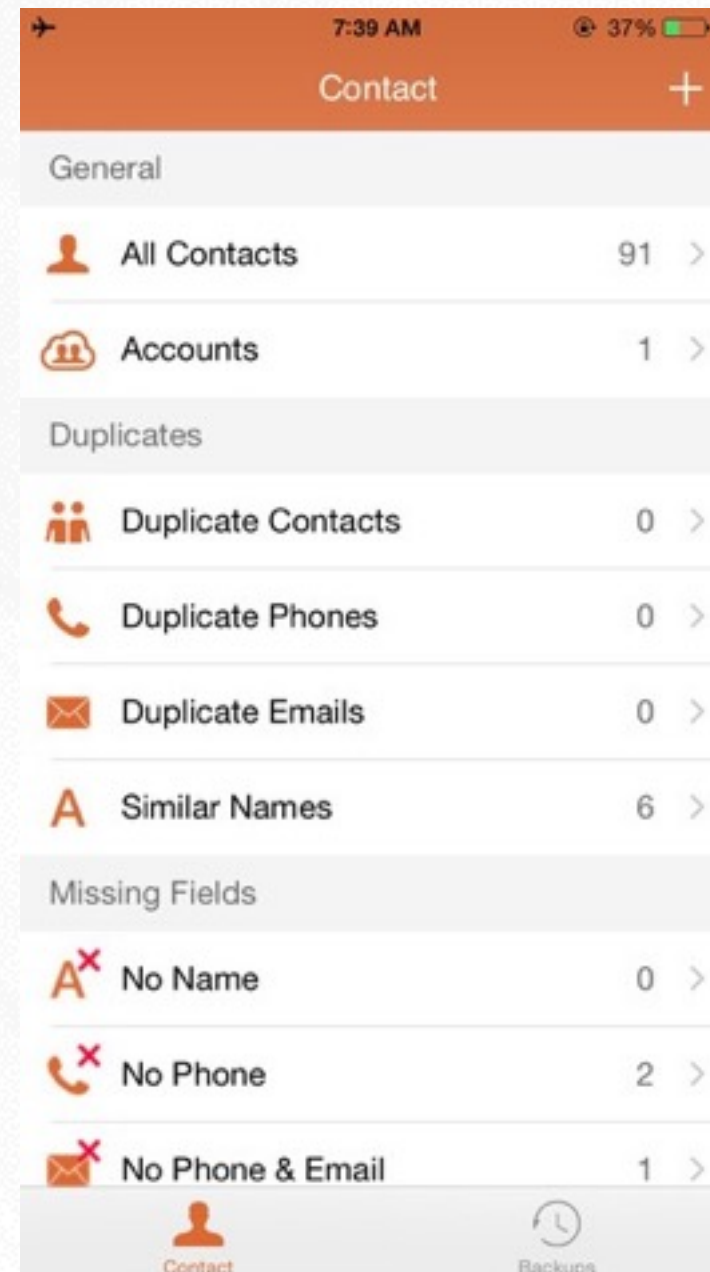 7:39 AM 37%
Contact +
General
All Contacts 91
Accounts 1
Duplicates
Duplicate Contacts 0
Duplicate Phones 0
Duplicate Emails 0
A Similar Names 6
Missing Fields
A No Name 0
No Phone 2
No Phone & Email 1
Contact Backups